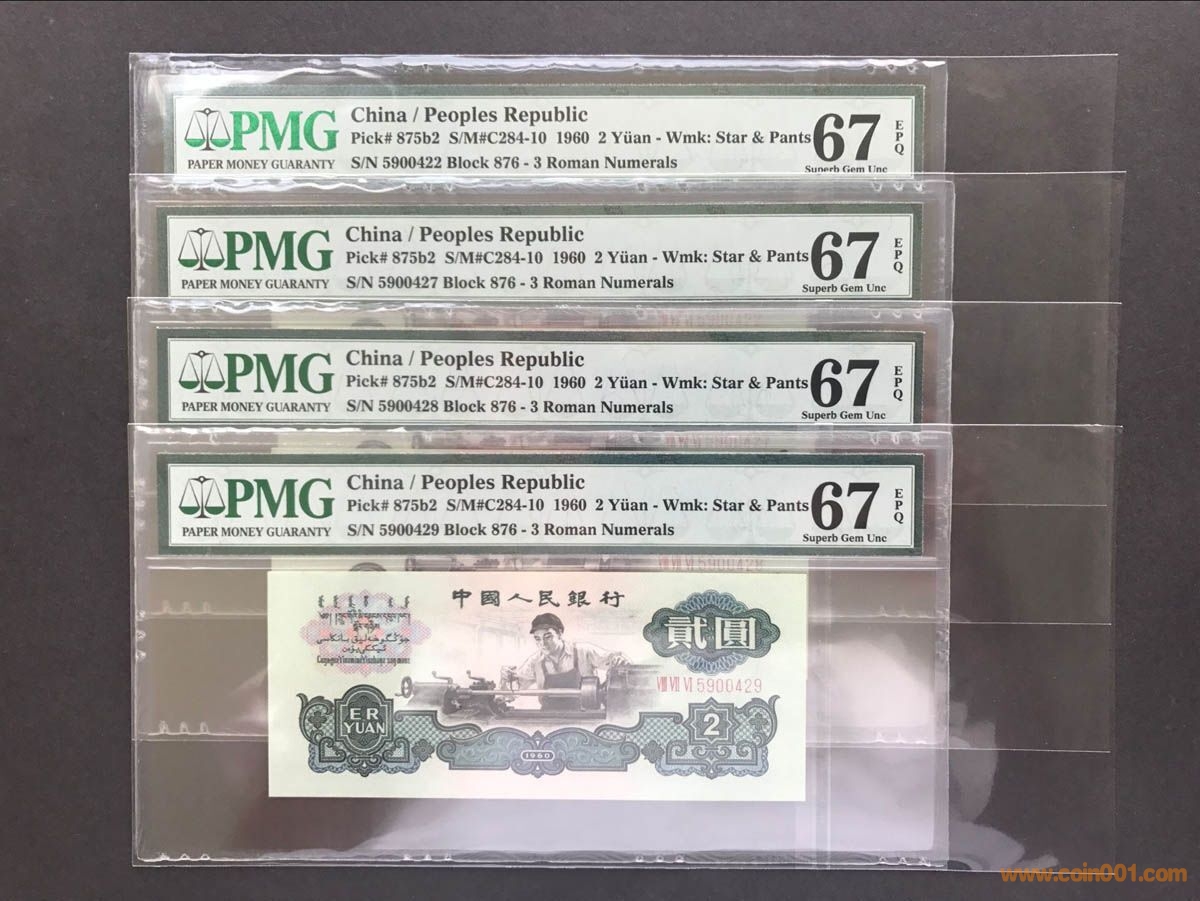 PMG
PAPER MONEY GUARANTY
China / Peoples Republic
Pick# 875b2 S/M#C284-10 1960 2 Yüan - Wmk: Star & Pants
S/N 5900422 Block 876 - 3 Roman Numerals
67
EPQ
Superb Gem Unc
PMG
PAPER MONEY GUARANTY
China / Peoples Republic
Pick# 875b2 S/M#C284-10 1960 2 Yüan - Wmk: Star & Pants
S/N 5900427 Block 876 - 3 Roman Numerals
67
EPQ
Superb Gem Unc
PMG
PAPER MONEY GUARANTY
China / Peoples Republic
Pick# 875b2 S/M#C284-10 1960 2 Yüan - Wmk: Star & Pants
S/N 5900428 Block 876 - 3 Roman Numerals
67
EPQ
Superb Gem Unc
PMG
PAPER MONEY GUARANTY
China / Peoples Republic
Pick# 875b2 S/M#C284-10 1960 2 Yüan - Wmk: Star & Pants
S/N 5900429 Block 876 - 3 Roman Numerals
67
EPQ
Superb Gem Unc
VIII VII VI 5900428
中國人民銀行
貳圓
VIII VII VI 5900429
ER
YUAN
1960
2
www.coin001.com